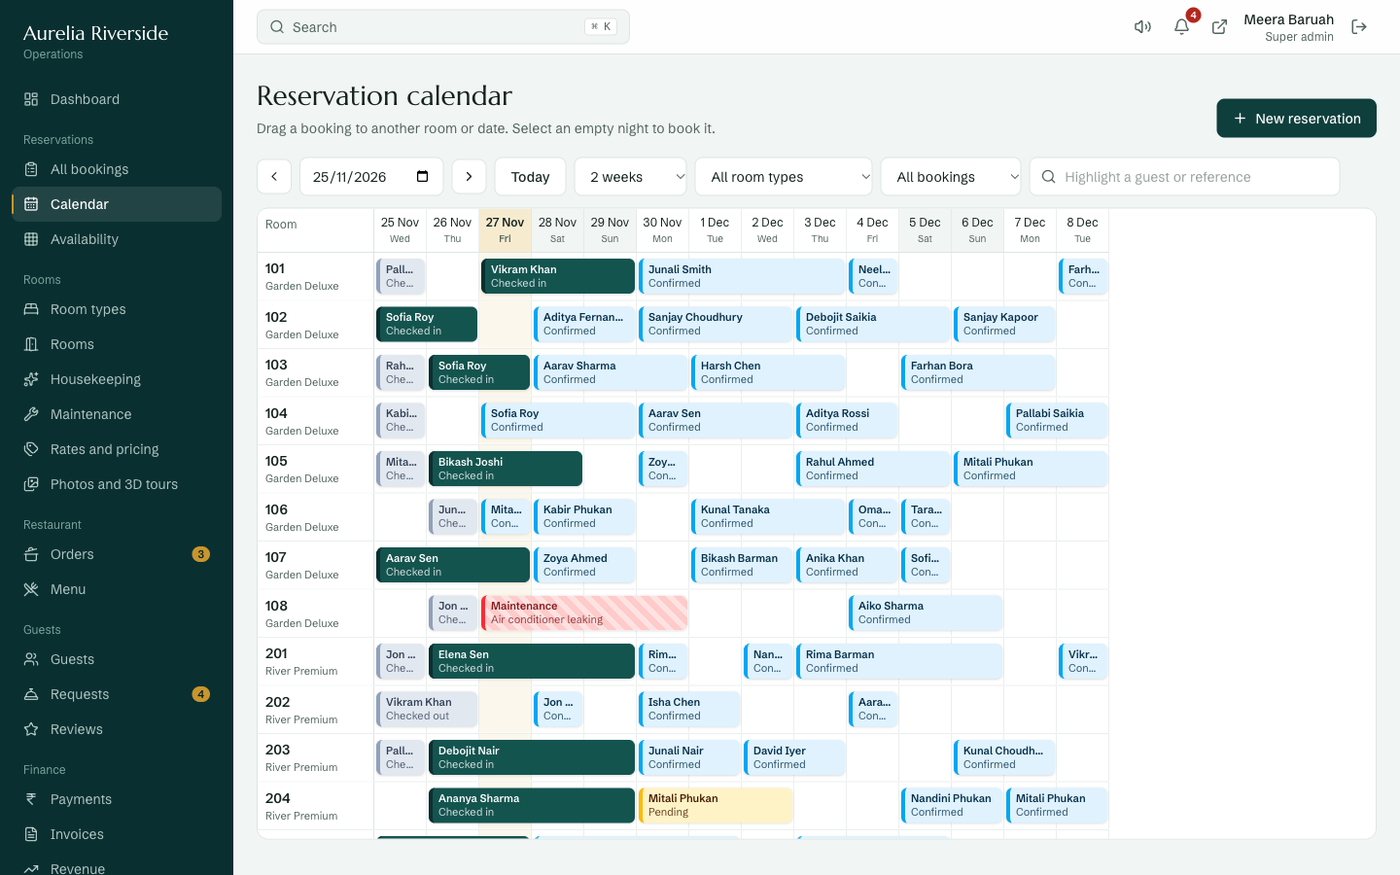 Aurelia Riverside
Operations
Dashboard
Reservations
All bookings
Calendar
Availability
Rooms
Room types
Rooms
Housekeeping
Maintenance
Rates and pricing
Photos and 3D tours
Restaurant
Orders 3
Menu
Guests
Guests
Requests 4
Reviews
Finance
Payments
Invoices
Revenue
Search ⌘ K
4
Meera Baruah
Super admin
Reservation calendar
Drag a booking to another room or date. Select an empty night to book it.
New reservation
25/11/2026 Today 2 weeks All room types All bookings Highlight a guest or reference
Room 25 Nov 26 Nov 27 Nov 28 Nov 29 Nov 30 Nov 1 Dec 2 Dec 3 Dec 4 Dec 5 Dec 6 Dec 7 Dec 8 Dec
Wed Thu Fri Sat Sun Mon Tue Wed Thu Fri Sat Sun Mon Tue
101 Pall... Vikram Khan Junali Smith Neel... Farh...
Garden Deluxe Che... Checked in Confirmed Con... Con...
102 Sofia Roy Aditya Fernan... Sanjay Choudhury Debojit Saikia Sanjay Kapoor
Garden Deluxe Checked in Confirmed Confirmed Confirmed Confirmed
103 Rah... Sofia Roy Aarav Sharma Harsh Chen Farhan Bora
Garden Deluxe Che... Checked in Confirmed Confirmed Confirmed
104 Kabi... Sofia Roy Aarav Sen Aditya Rossi Pallabi Saikia
Garden Deluxe Che... Confirmed Confirmed Confirmed Confirmed
105 Mita... Bikash Joshi Zoy... Rahul Ahmed Mitali Phukan
Garden Deluxe Che... Checked in Con... Confirmed Confirmed
106 Jun... Mita... Kabir Phukan Kunal Tanaka Oma... Tara...
Garden Deluxe Che... Con... Confirmed Confirmed Con... Con...
107 Aarav Sen Zoya Ahmed Bikash Barman Anika Khan Sofi...
Garden Deluxe Checked in Confirmed Confirmed Confirmed Con...
108 Jon ... Maintenance Aiko Sharma
Garden Deluxe Che... Air conditioner leaking Confirmed
201 Jon ... Elena Sen Rim... Nan... Rima Barman Vikr...
River Premium Che... Checked in Con... Con... Confirmed Con...
202 Vikram Khan Jon ... Isha Chen Aara...
River Premium Checked out Con... Confirmed Con...
203 Pall... Debojit Nair Junali Nair David Iyer Kunal Choudh...
River Premium Che... Checked in Confirmed Confirmed Confirmed
204 Ananya Sharma Mitali Phukan Nandini Phukan Mitali Phukan
River Premium Checked in Pending Confirmed Confirmed